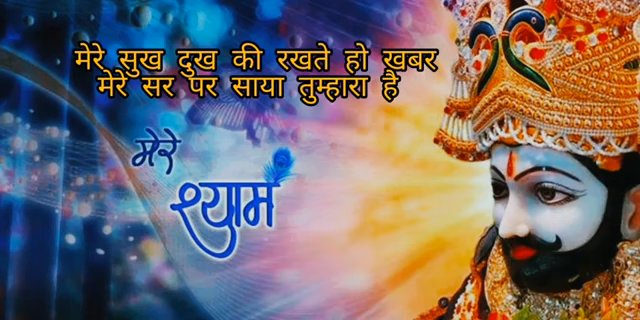 मेरे सुख दुख की रखते हो खबर
मेरे सर पर साया तुम्हारा है
मेरे
श्याम